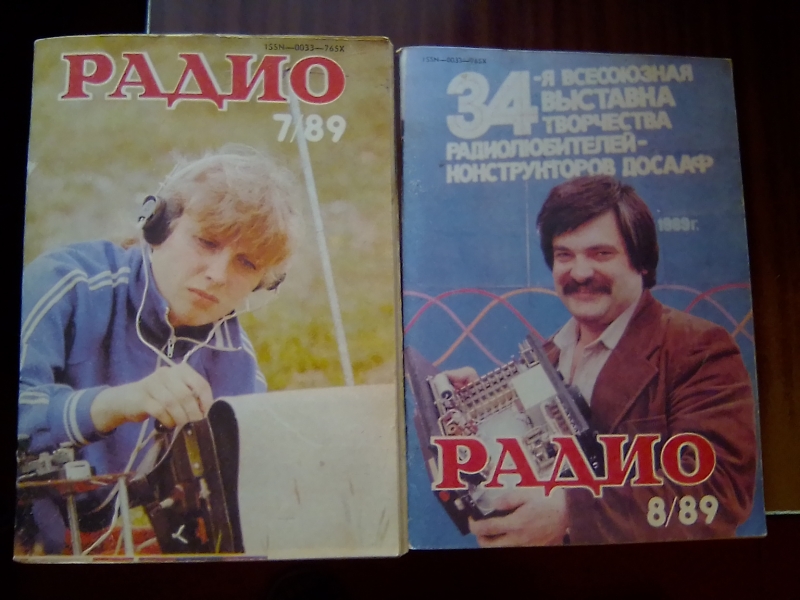 ISSN—0033—765X
РАДИО
7/89
ISSN—0033—765X
34-Я ВСЕСОЮЗНАЯ
ВЫСТАВКА
ТВОРЧЕСТВА
РАДИОЛЮБИТЕЛЕЙ-
КОНСТРУКТОРОВ ДОСААФ
1989г.
РАДИО
8/89